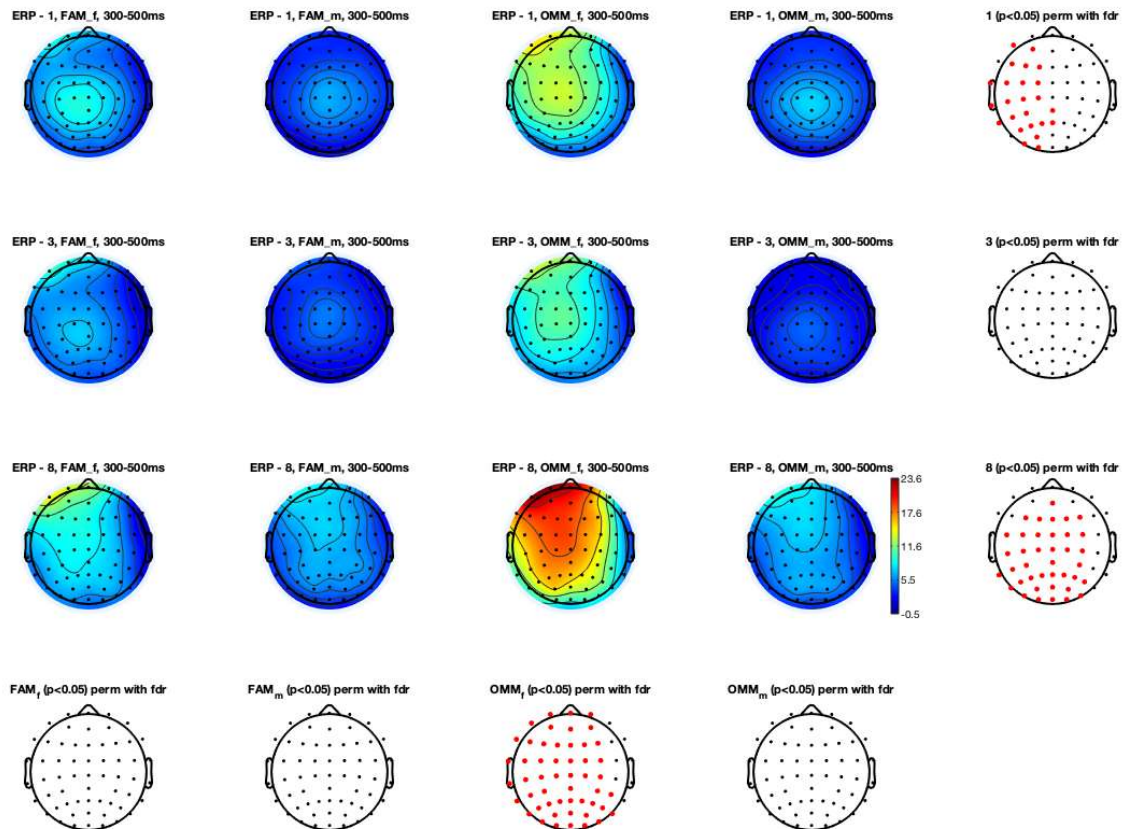 ERP - 1, FAM_f, 300-500ms
ERP - 1, FAM_m, 300-500ms
ERP - 1, OMM_f, 300-500ms
ERP - 1, OMM_m, 300-500ms
1 (p<0.05) perm with fdr
ERP - 3, FAM_f, 300-500ms
ERP - 3, FAM_m, 300-500ms
ERP - 3, OMM_f, 300-500ms
ERP - 3, OMM_m, 300-500ms
3 (p<0.05) perm with fdr
ERP - 8, FAM_f, 300-500ms
ERP - 8, FAM_m, 300-500ms
ERP - 8, OMM_f, 300-500ms
ERP - 8, OMM_m, 300-500ms
8 (p<0.05) perm with fdr
23.6
17.6
11.6
5.5
-0.5
FAM_f (p<0.05) perm with fdr
FAM_m (p<0.05) perm with fdr
OMM_f (p<0.05) perm with fdr
OMM_m (p<0.05) perm with fdr